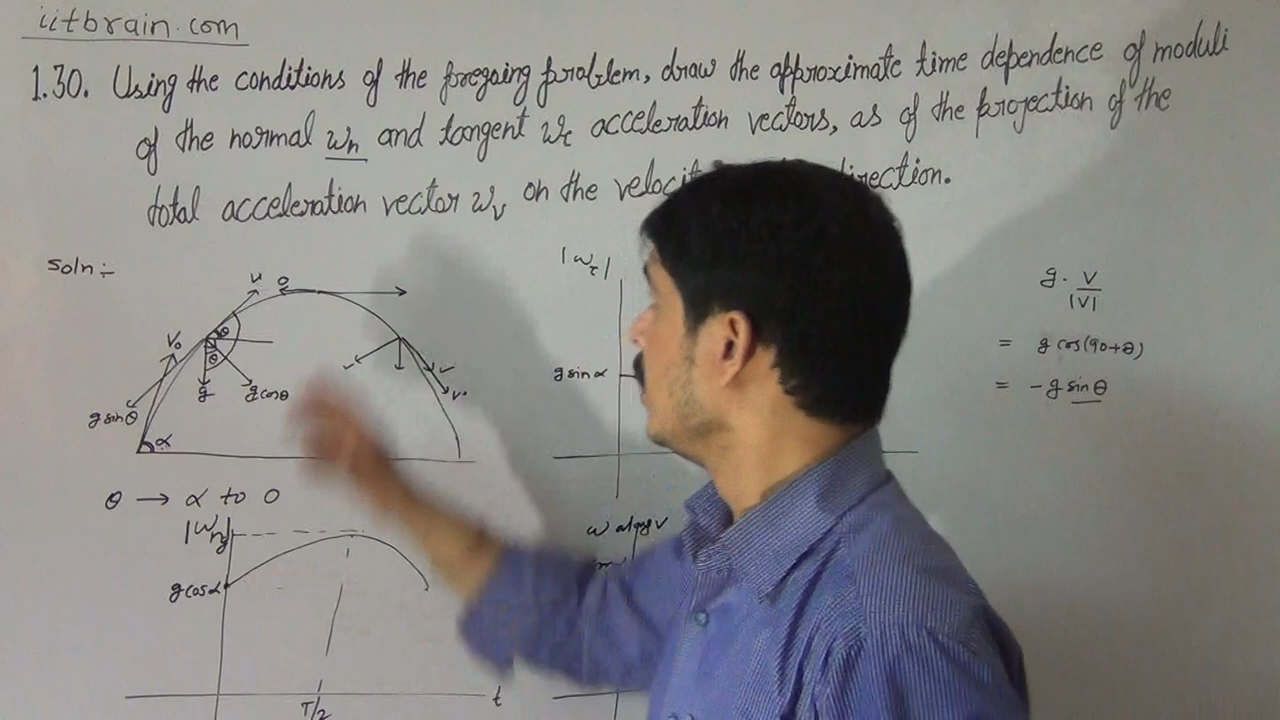 iitbrain.com
1.30. Using the conditions of the foregoing problem, draw the approximate time dependence of moduli
of the normal wn and tangent wτ acceleration vectors, as of the projection of the
total acceleration vector wv on the velocit direction.
Soln:-
u 0
V0
θ
θ
g
g cosθ
g sinθ
α
v
θ → α to 0
|wn|
g cosα
T/2
t
|wτ|
g sinα
w along v
g . V/|V|
= g cos(90+θ)
= -g sinθ